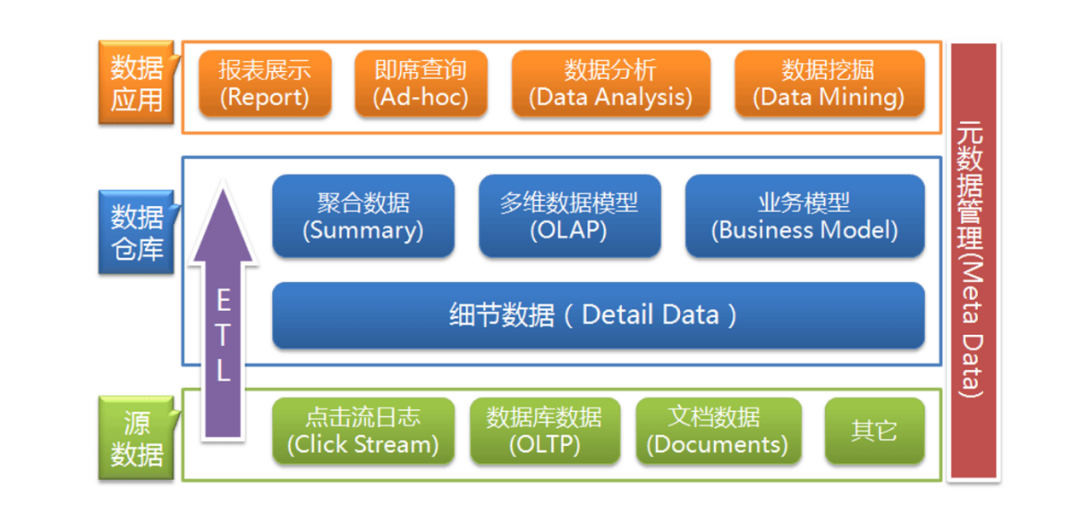 数据
应用
报表展示
(Report)
即席查询
(Ad-hoc)
数据分析
(Data Analysis)
数据挖掘
(Data Mining)
数据
仓库
E
T
L
聚合数据
(Summary)
多维数据模型
(OLAP)
业务模型
(Business Model)
细节数据（Detail Data）
源
数据
点击流日志
(Click Stream)
数据库数据
(OLTP)
文档数据
(Documents)
其它
元数据管理(Meta Data)